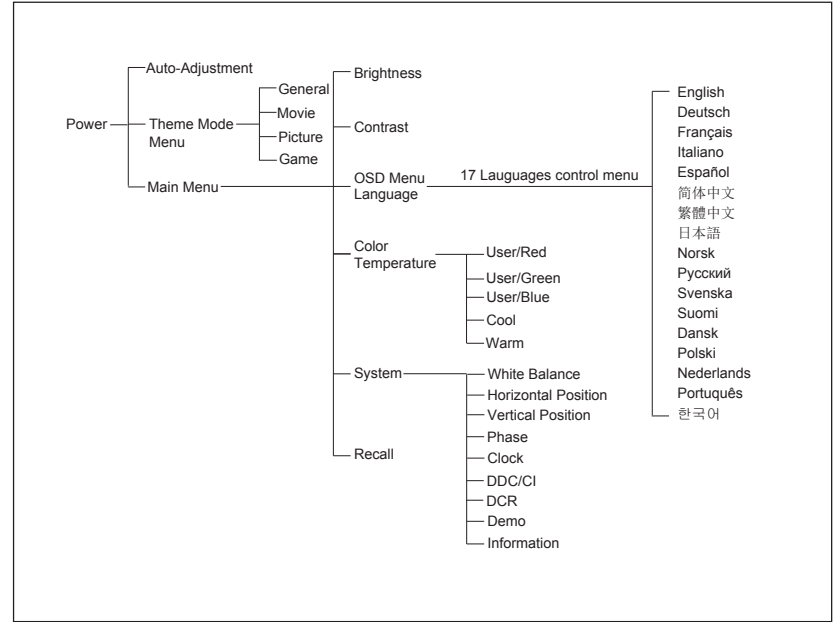 Power
Auto-Adjustment
Theme Mode
Menu
General
Movie
Picture
Game
Main Menu
Brightness
Contrast
OSD Menu
Language
17 Lauguages control menu
English
Deutsch
Français
Italiano
Español
简体中文
繁體中文
日本語
Norsk
Русский
Svenska
Suomi
Dansk
Polski
Nederlands
Portuquês
한국어
Color
Temperature
User/Red
User/Green
User/Blue
Cool
Warm
System
White Balance
Horizontal Position
Vertical Position
Phase
Clock
DDC/CI
DCR
Demo
Information
Recall